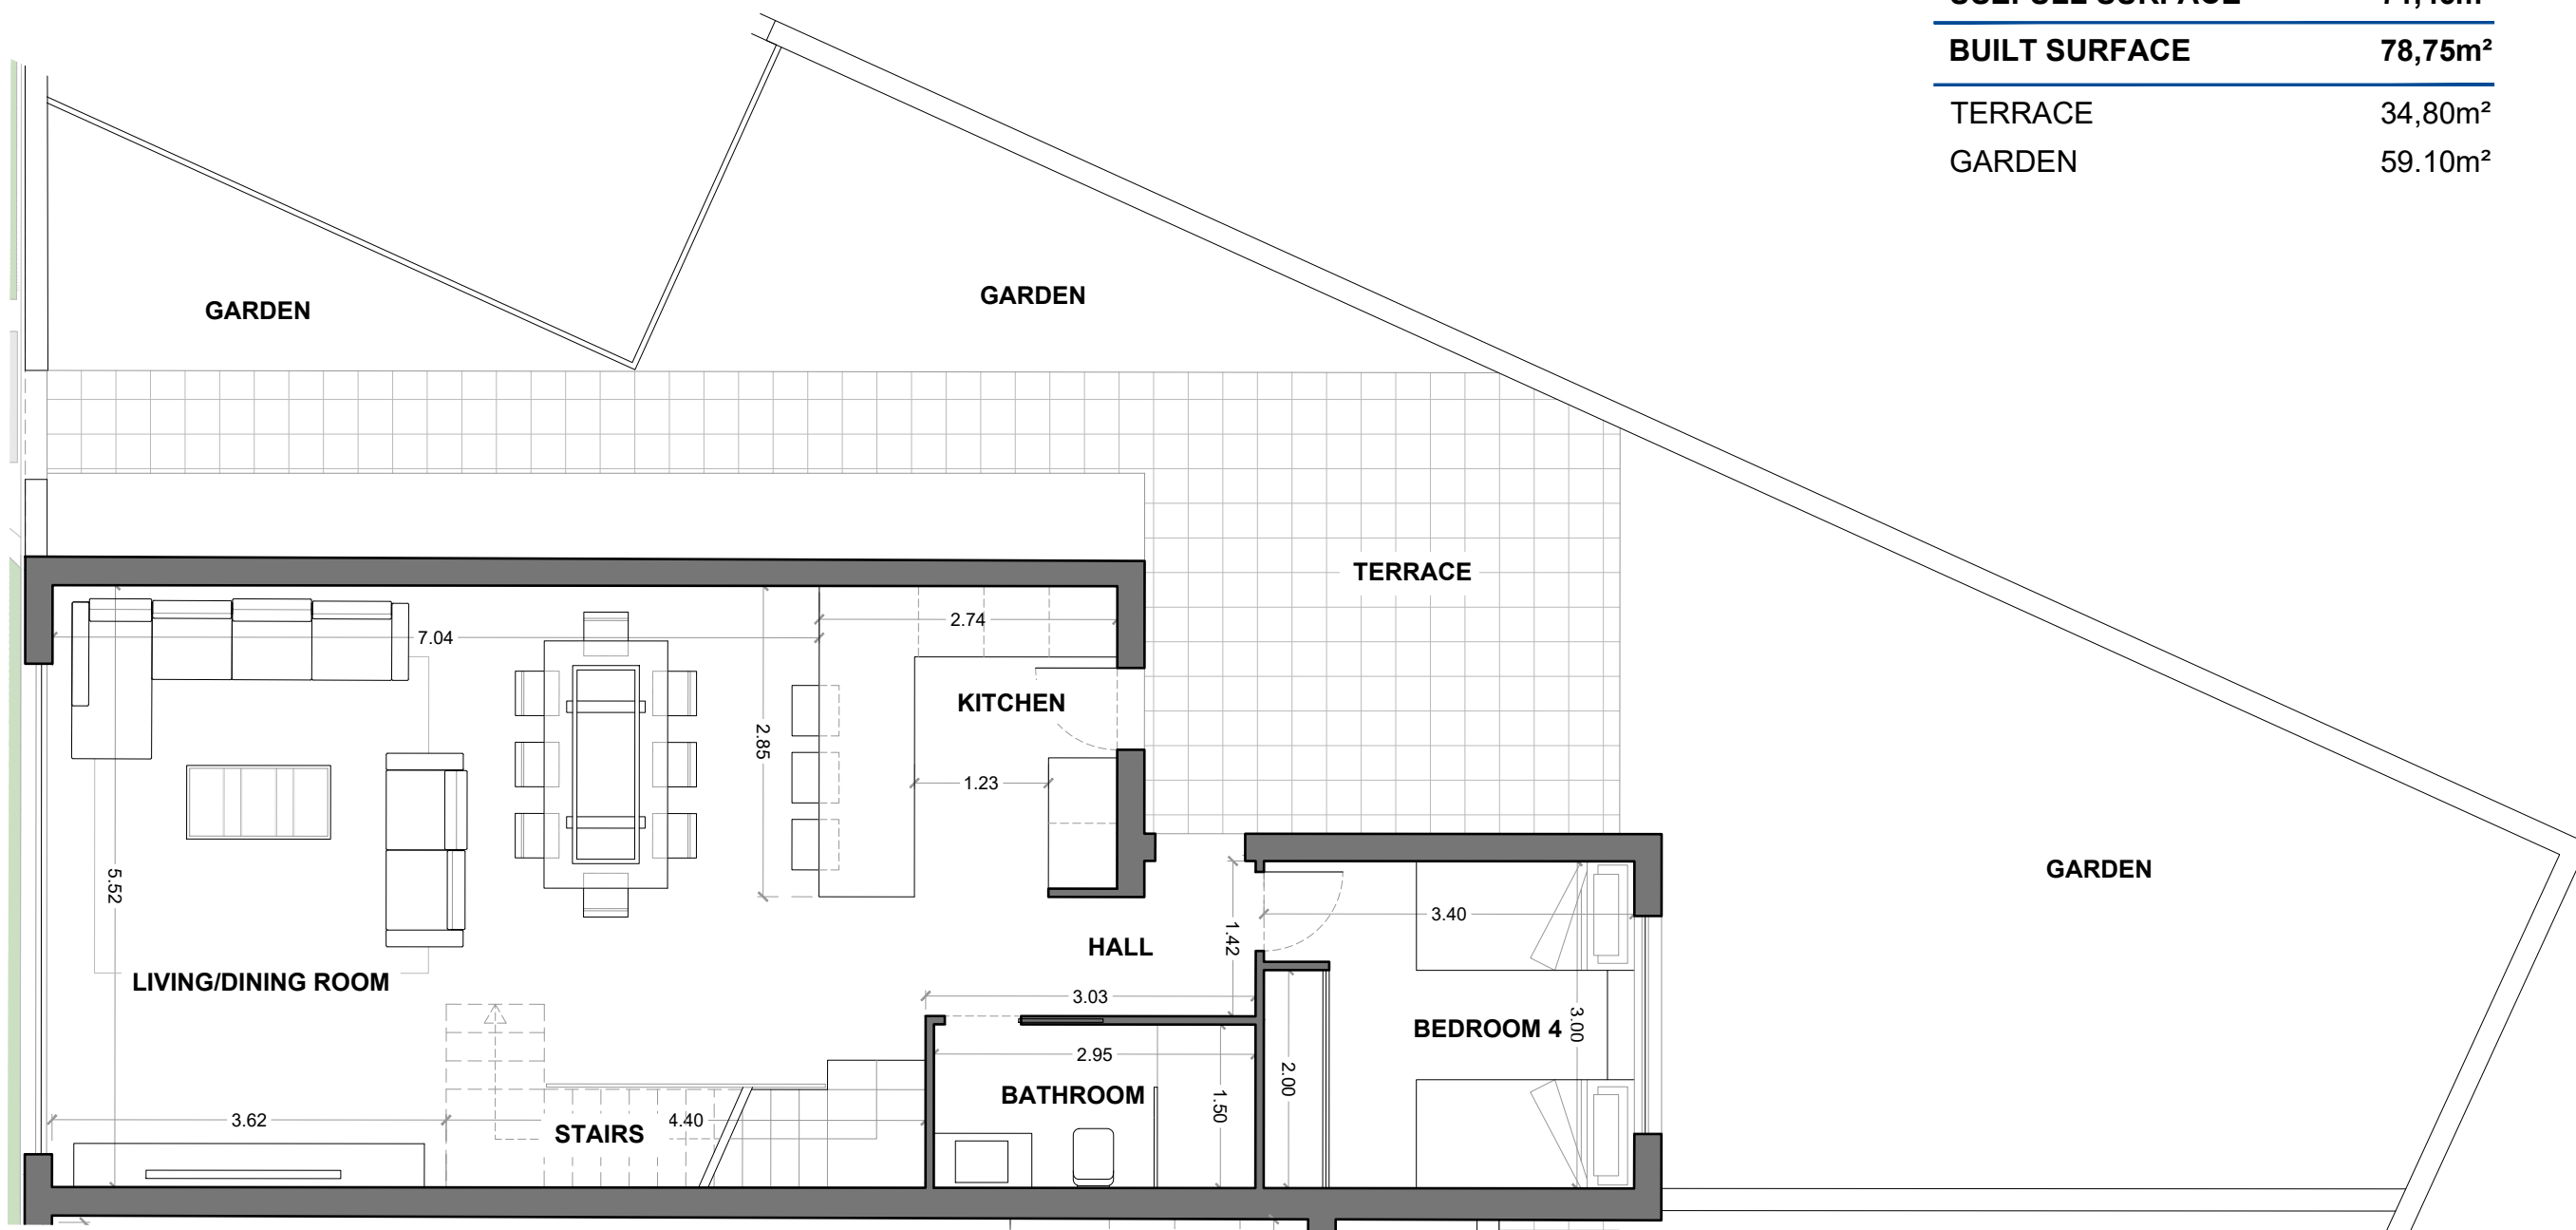 BUILT SURFACE 78,75m²
TERRACE 34,80m²
GARDEN 59.10m²
GARDEN
GARDEN
TERRACE
7.04
2.74
KITCHEN
2.85
1.23
5.52
GARDEN
3.40
1.42
HALL
LIVING/DINING ROOM
3.03
BEDROOM 4
3.00
2.95
2.00
BATHROOM
1.50
3.62
STAIRS
4.40